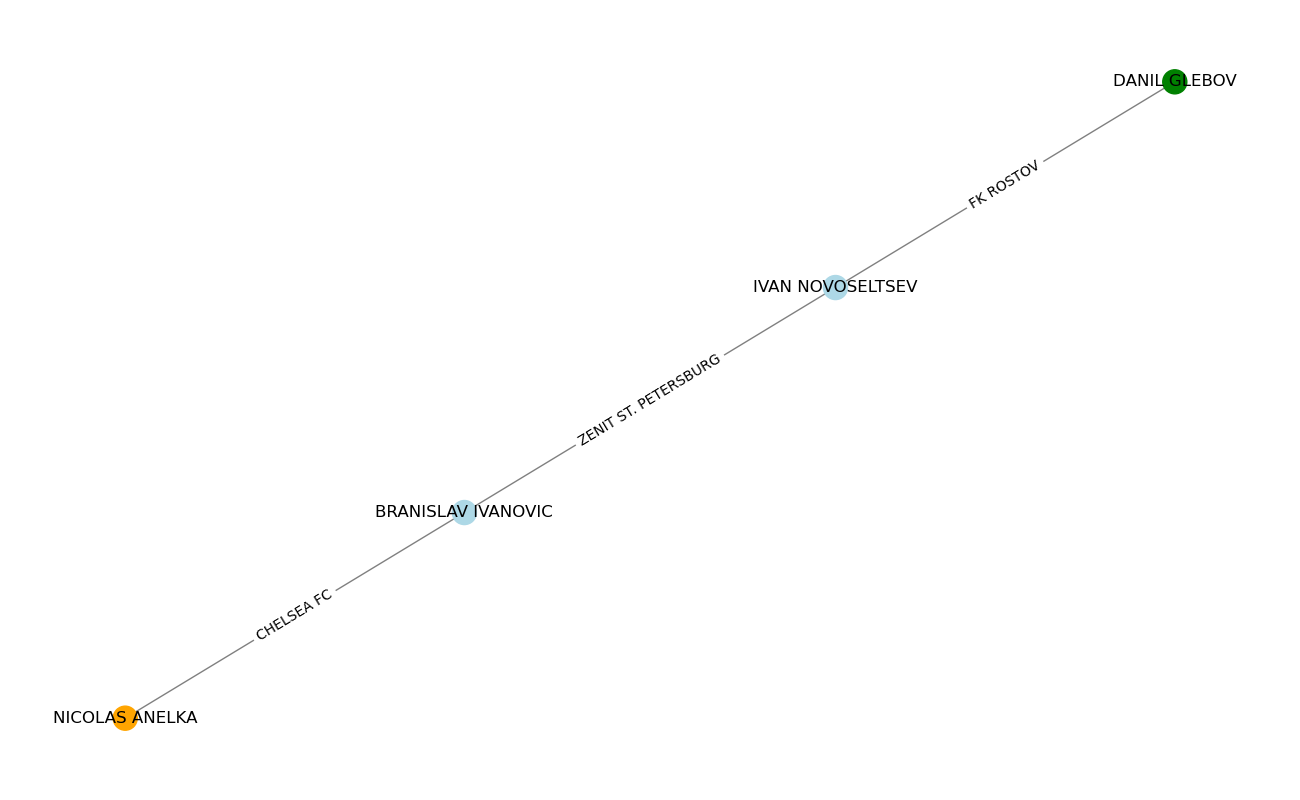 DANIL GLEBOV
FK ROSTOV
IVAN NOVOSELTSEV
ZENIT ST. PETERSBURG
BRANISLAV IVANOVIC
CHELSEA FC
NICOLAS ANELKA